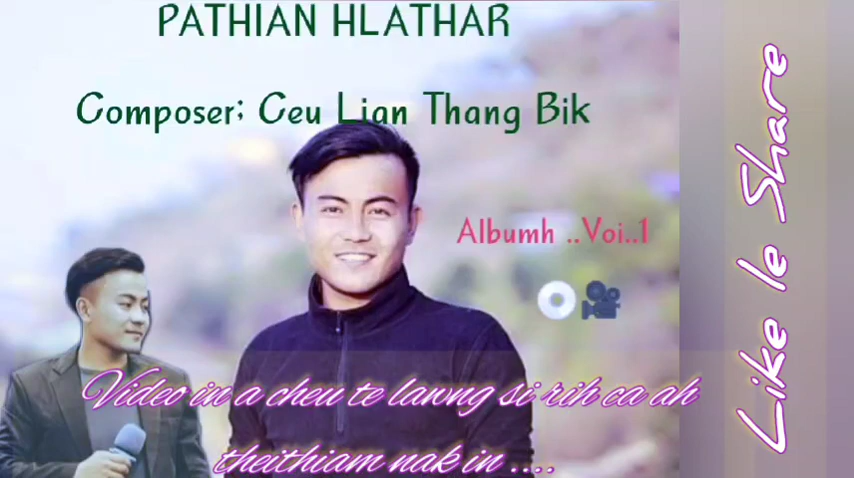 PATHIAN HLATHAR
Composer; Ceu Lian Thang Bik
Albumh ..Voi..1
Video in a cheu te lawng si rih ca ah
theithiam nak in ....
Like le Share